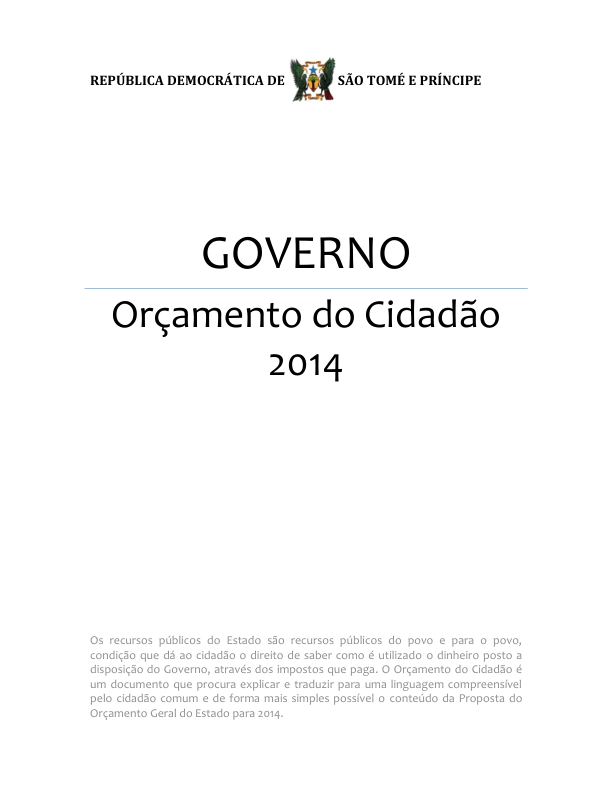 REPÚBLICA DEMOCRÁTICA DE SÃO TOMÉ E PRÍNCIPE
GOVERNO
Orçamento do Cidadão
2014
Os recursos públicos do Estado são recursos públicos do povo e para o povo,
condição que dá ao cidadão o direito de saber como é utilizado o dinheiro posto a
disposição do Governo, através dos impostos que paga. O Orçamento do Cidadão é
um documento que procura explicar e traduzir para uma linguagem compreensível
pelo cidadão comum e de forma mais simples possível o conteúdo da Proposta do
Orçamento Geral do Estado para 2014.